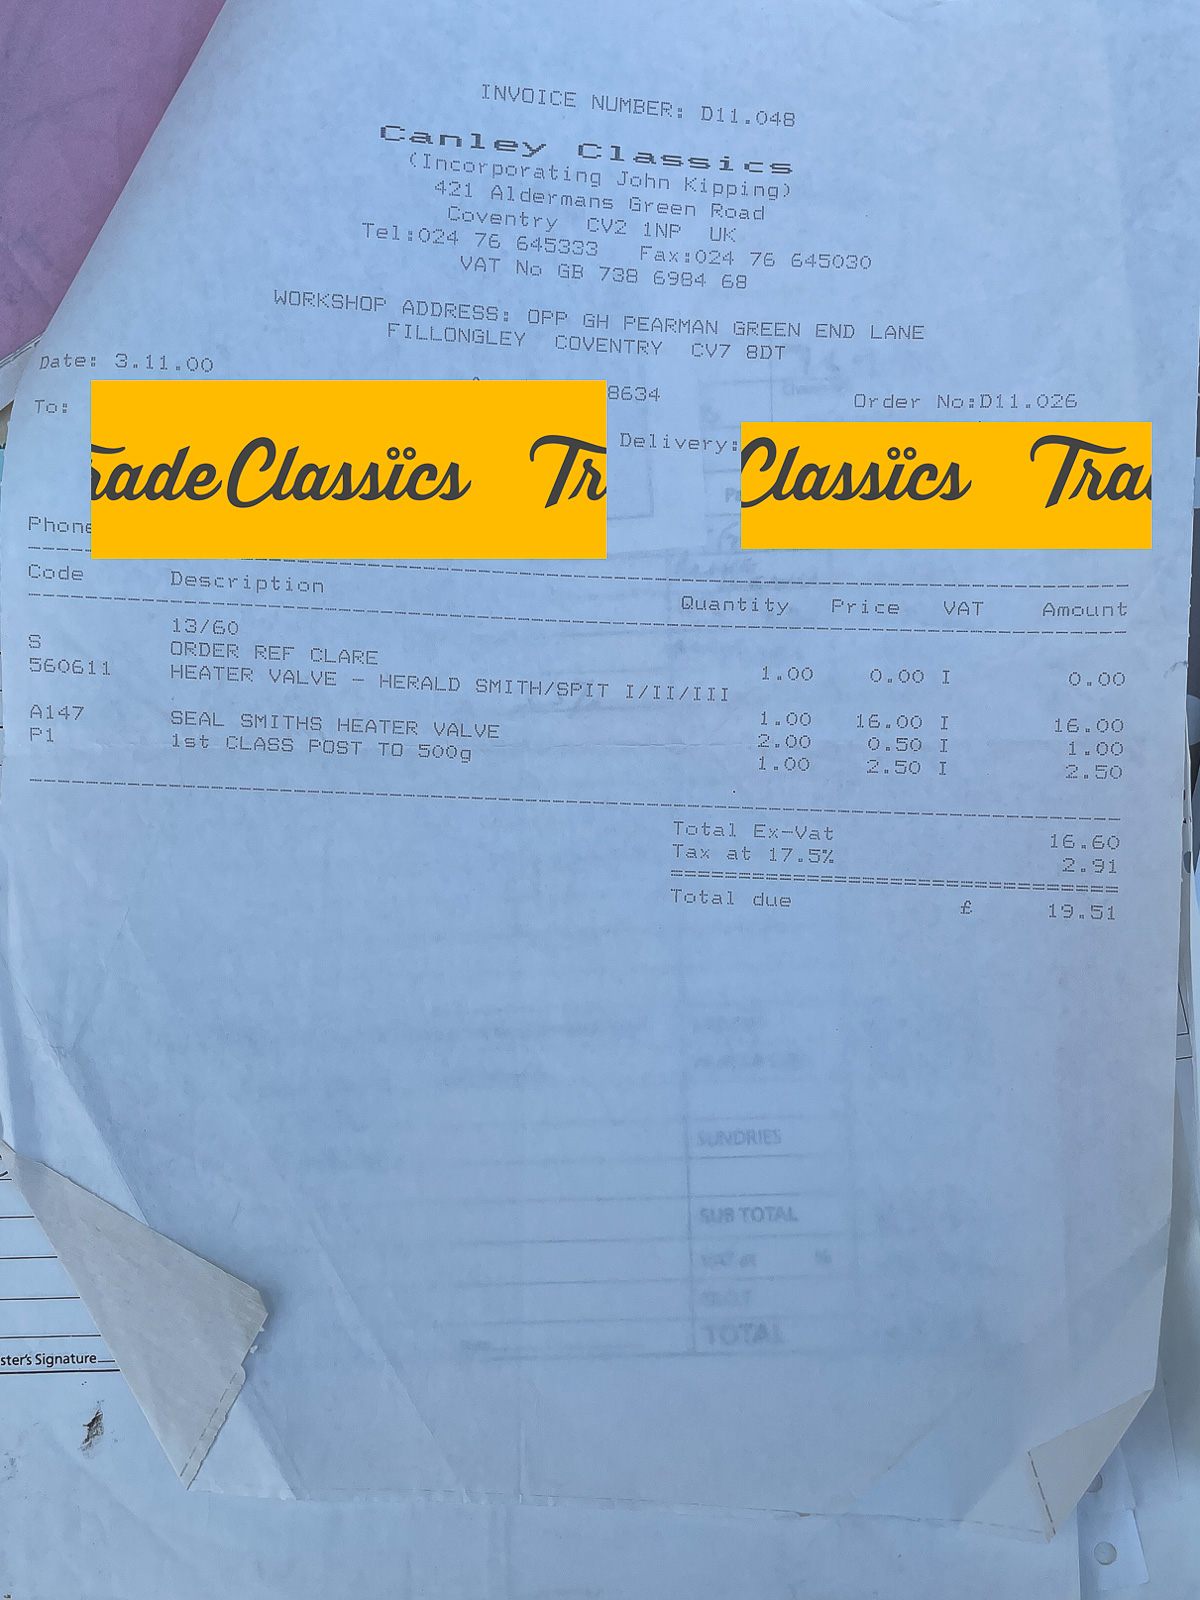 INVOICE NUMBER: D11.048
Canley Classics
(Incorporating John Kipping)
421 Aldermans Green Road
Coventry CV2 1NP UK
Tel:024 76 645333 Fax:024 76 645030
VAT No GB 738 6984 68
WORKSHOP ADDRESS: OPP GH PEARMAN GREEN END LANE
FILLONGLEY COVENTRY CV7 8DT
Date: 3.11.00
8634
Order No:D11.026
To:
Delivery:
rade Classïcs Tr
Classïcs Tra
Phone
Code Description Quantity Price VAT Amount
13/60
S ORDER REF CLARE 1.00 0.00 I 0.00
560611 HEATER VALVE - HERALD SMITH/SPIT I/II/III
1.00 16.00 I 16.00
A147 SEAL SMITHS HEATER VALVE 2.00 0.50 I 1.00
P1 1st CLASS POST TO 500g 1.00 2.50 I 2.50
Total Ex-Vat 16.60
Tax at 17.5% 2.91
Total due £ 19.51
SUNDRIES
SUB TOTAL
TOTAL
ster's Signature